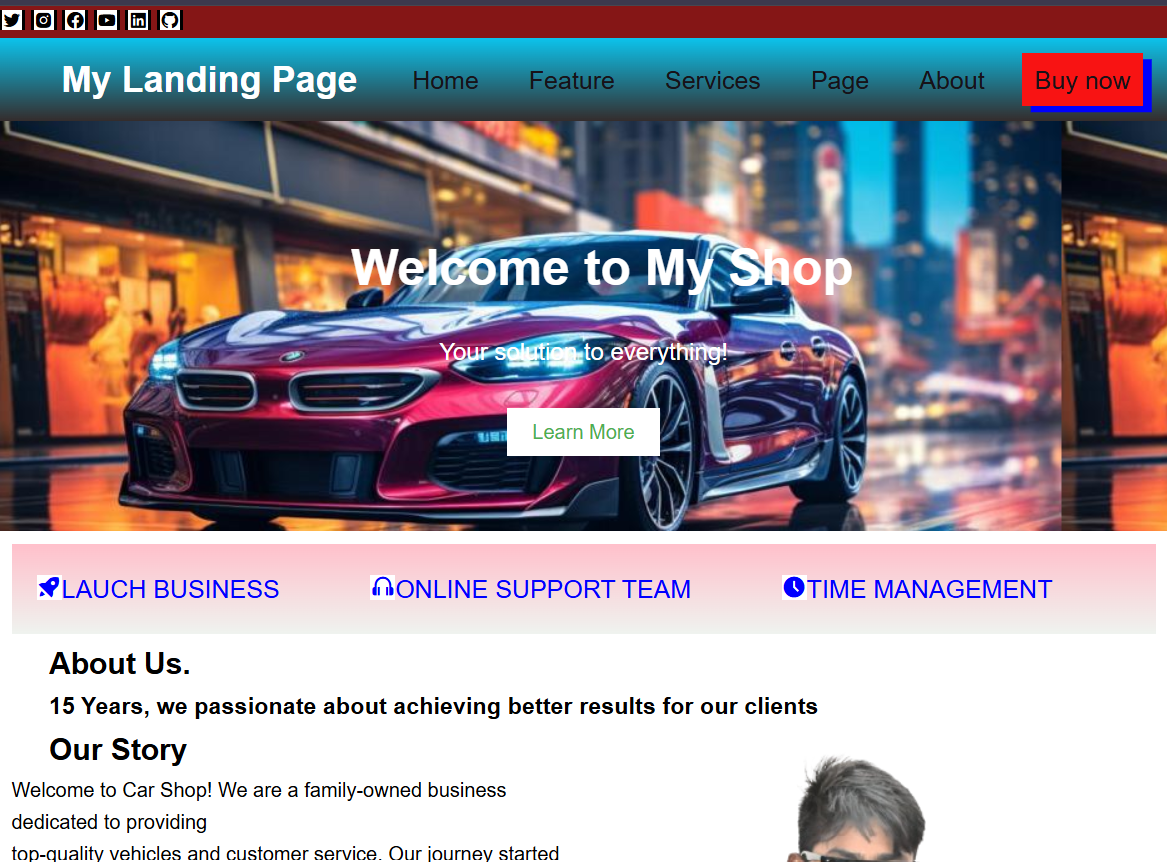 My Landing Page Home Feature Services Page About Buy now
Welcome to My Shop
Your solution to everything!
Learn More
LAUCH BUSINESS ONLINE SUPPORT TEAM TIME MANAGEMENT
About Us.
15 Years, we passionate about achieving better results for our clients
Our Story
Welcome to Car Shop! We are a family-owned business
dedicated to providing
top-quality vehicles and customer service. Our journey started